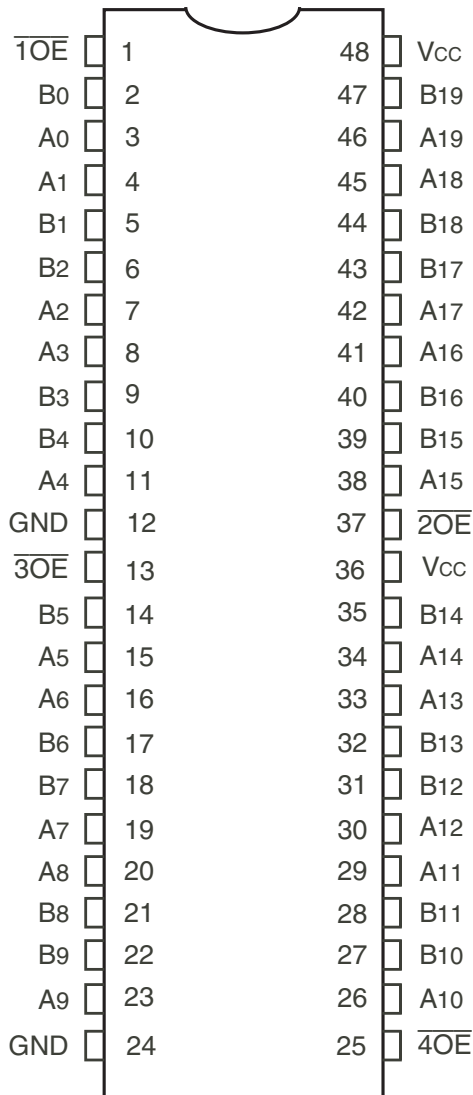 1OE 1 48 VCC
B0 2 47 B19
A0 3 46 A19
A1 4 45 A18
B1 5 44 B18
B2 6 43 B17
A2 7 42 A17
A3 8 41 A16
B3 9 40 B16
B4 10 39 B15
A4 11 38 A15
GND 12 37 2OE
3OE 13 36 VCC
B5 14 35 B14
A5 15 34 A14
A6 16 33 A13
B6 17 32 B13
B7 18 31 B12
A7 19 30 A12
A8 20 29 A11
B8 21 28 B11
B9 22 27 B10
A9 23 26 A10
GND 24 25 4OE